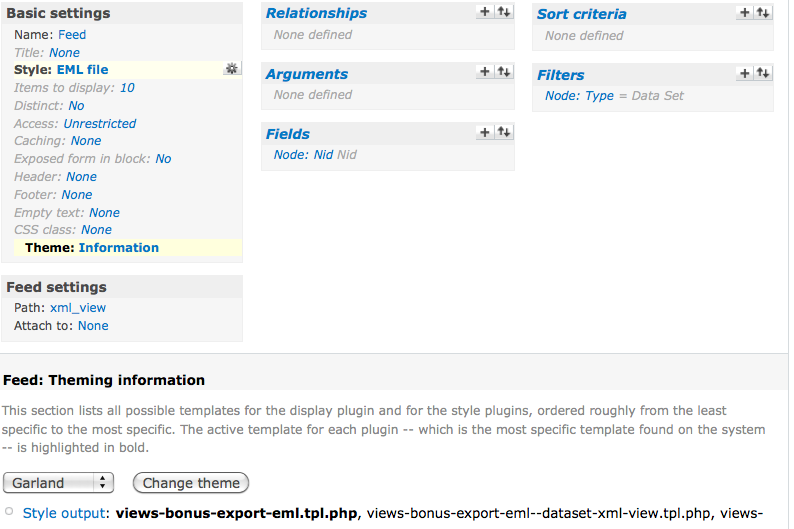 Basic settings
Name: Feed
Title: None
Style: EML file
Items to display: 10
Distinct: No
Access: Unrestricted
Caching: None
Exposed form in block: No
Header: None
Footer: None
Empty text: None
CSS class: None
Theme: Information
Feed settings
Path: xml_view
Attach to: None
Relationships
None defined
Arguments
None defined
Fields
Node: Nid Nid
Sort criteria
None defined
Filters
Node: Type = Data Set
Feed: Theming information
This section lists all possible templates for the display plugin and for the style plugins, ordered roughly from the least
specific to the most specific. The active template for each plugin -- which is the most specific template found on the system
-- is highlighted in bold.
Garland
Change theme
Style output: views-bonus-export-eml.tpl.php, views-bonus-export-eml--dataset-xml-view.tpl.php, views-